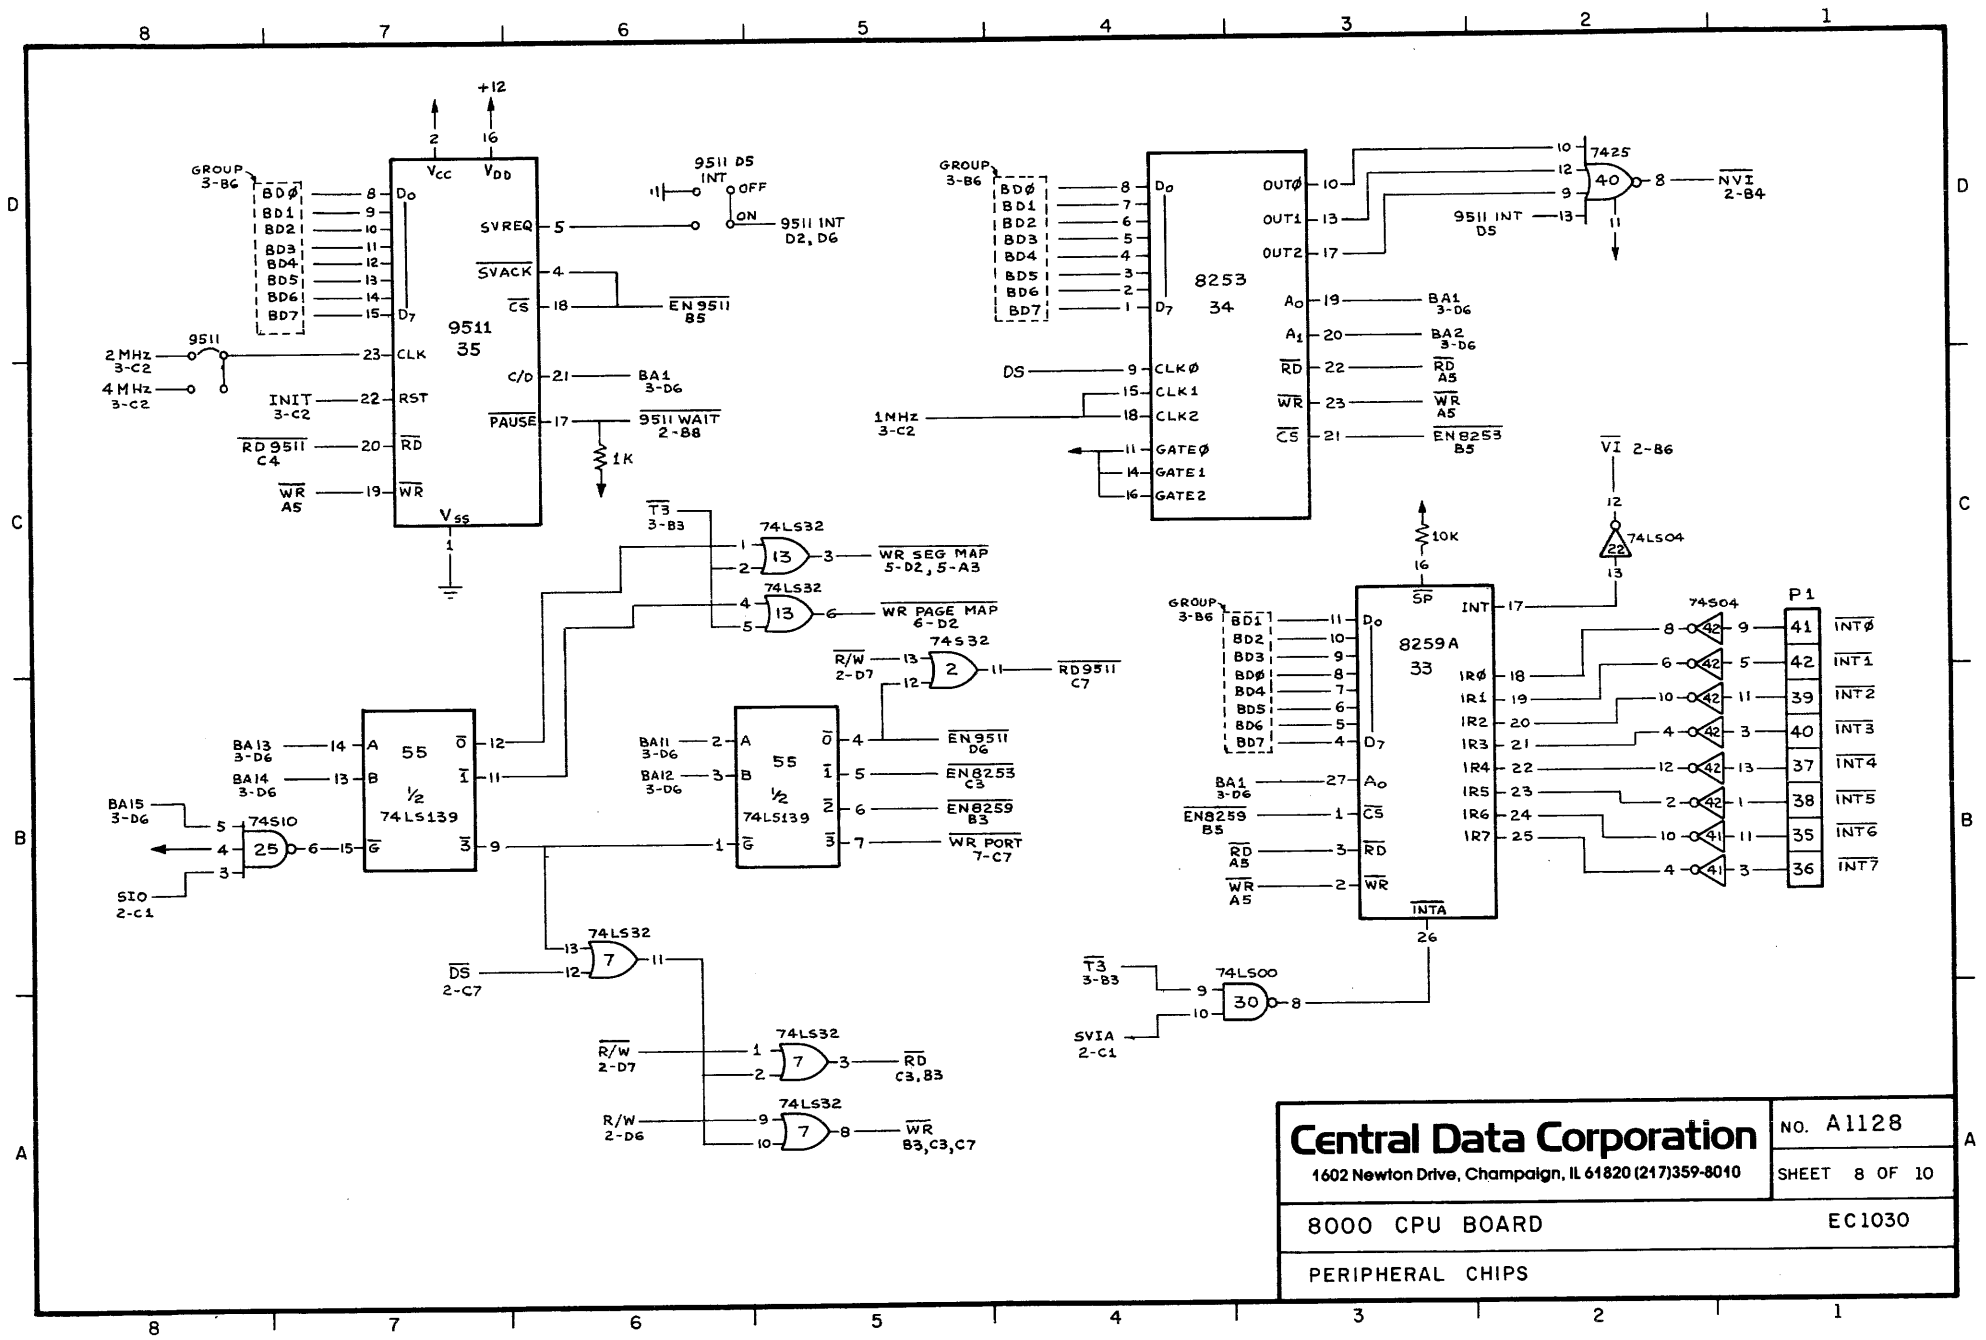 8 7 6 5 4 3 2 1
D
C
B
A
+12
2 16
VCC VDD
GROUP
3-B6
BDØ 8 D0
BD1 9
BD2 10
BD3 11
BD4 12
BD5 13
BD6 14
BD7 15 D7
9511
35
SVREQ 5
9511 D5
INT
OFF
ON
9511 INT
D2, D6
SVACK 4
CS 18 EN9511
B5
9511
2MHz
3-C2
4MHz
3-C2
23 CLK
C/D 21 BA1
3-D6
INIT 22 RST
3-C2
PAUSE 17 9511 WAIT
2-B8
1K
RD9511 20 RD
C4
WR 19 WR
A5
VSS
1
T3
3-B3
74LS32
1 13 3 WR SEG MAP
2 5-D2, 5-A3
74LS32
4 13 6 WR PAGE MAP
5 6-D2
74S32
R/W 13 2 11 RD9511
2-D7 12 C7
BA13 14 A 55 0 12
3-D6
BA14 13 B 1 11
3-D6
1/2
74LS139
BA15
3-D6
74S10
5
4 25 6 15 G 3 9
3
SIO
2-C1
BA11 2 A 55 0 4 EN9511
3-D6 D6
BA12 3 B 1 5 EN8253
3-D6 C3
1/2 2 6 EN8259
74LS139 B3
1 G 3 7 WR PORT
7-C7
74LS32
13 7 11
DS 12
2-C7
74LS32
R/W 1 7 3 RD
2-D7 2 C3,B3
74LS32
R/W 9 7 8 WR
2-D6 10 B3,C3,C7
GROUP
3-B6
BDØ 8 D0
BD1 7
BD2 6
BD3 5
BD4 4
BD5 3
BD6 2
BD7 1 D7
8253
34
OUTØ 10
OUT1 13
OUT2 17
7425
10
12
9
13
40 8 NVI
2-B4
9511 INT
D5
11
A0 19 BA1
3-D6
A1 20 BA2
3-D6
RD 22 RD
A5
WR 23 WR
A5
CS 21 EN8253
B5
DS 9 CLKØ
15 CLK1
1MHz 18 CLK2
3-C2
11 GATEØ
14 GATE1
16 GATE2
VI 2-B6
12
22 74LS04
13
10K
16
SP
INT 17
GROUP
3-B6
BD1 11 D0
BD2 10
BD3 9
BDØ 8
BD4 7
BD5 6
BD6 5
BD7 4 D7
8259A
33
BA1 27 A0
3-D6
EN8259 1 CS
B5
RD 3 RD
A5
WR 2 WR
A5
INTA
26
IRØ 18
IR1 19
IR2 20
IR3 21
IR4 22
IR5 23
IR6 24
IR7 25
74S04
P1
8 42 9 41 INTØ
6 42 5 42 INT1
10 42 11 39 INT2
4 42 3 40 INT3
12 42 13 37 INT4
2 42 1 38 INT5
10 41 11 35 INT6
4 41 3 36 INT7
T3
3-B3
74LS00
9
10
30 8
SVIA
2-C1
Central Data Corporation
1602 Newton Drive, Champaign, IL 61820 (217)359-8010
NO. A1128
SHEET 8 OF 10
8000 CPU BOARD EC1030
PERIPHERAL CHIPS
D
C
B
A
8 7 6 5 4 3 2 1